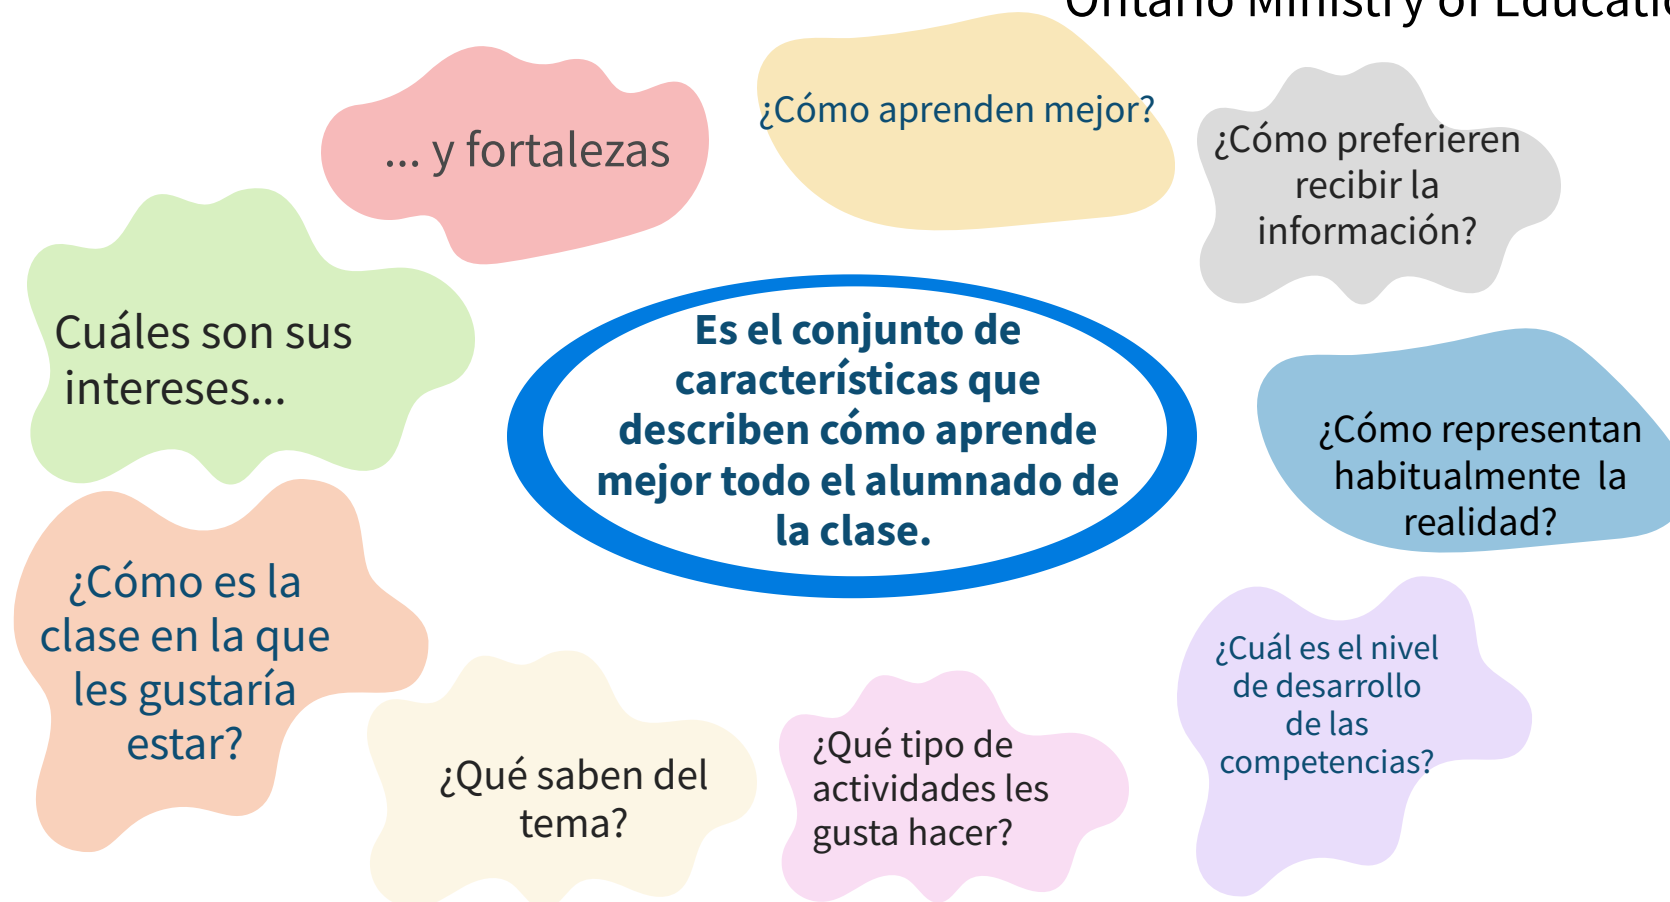 Ontario Ministry of Educatio
... y fortalezas
¿Cómo aprenden mejor?
¿Cómo preferieren
recibir la
información?
Cuáles son sus
intereses...
Es el conjunto de
características que
describen cómo aprende
mejor todo el alumnado de
la clase.
¿Cómo representan
habitualmente la
realidad?
¿Cómo es la
clase en la que
les gustaría
estar?
¿Qué saben del
tema?
¿Qué tipo de
actividades les
gusta hacer?
¿Cuál es el nivel
de desarrollo
de las
competencias?